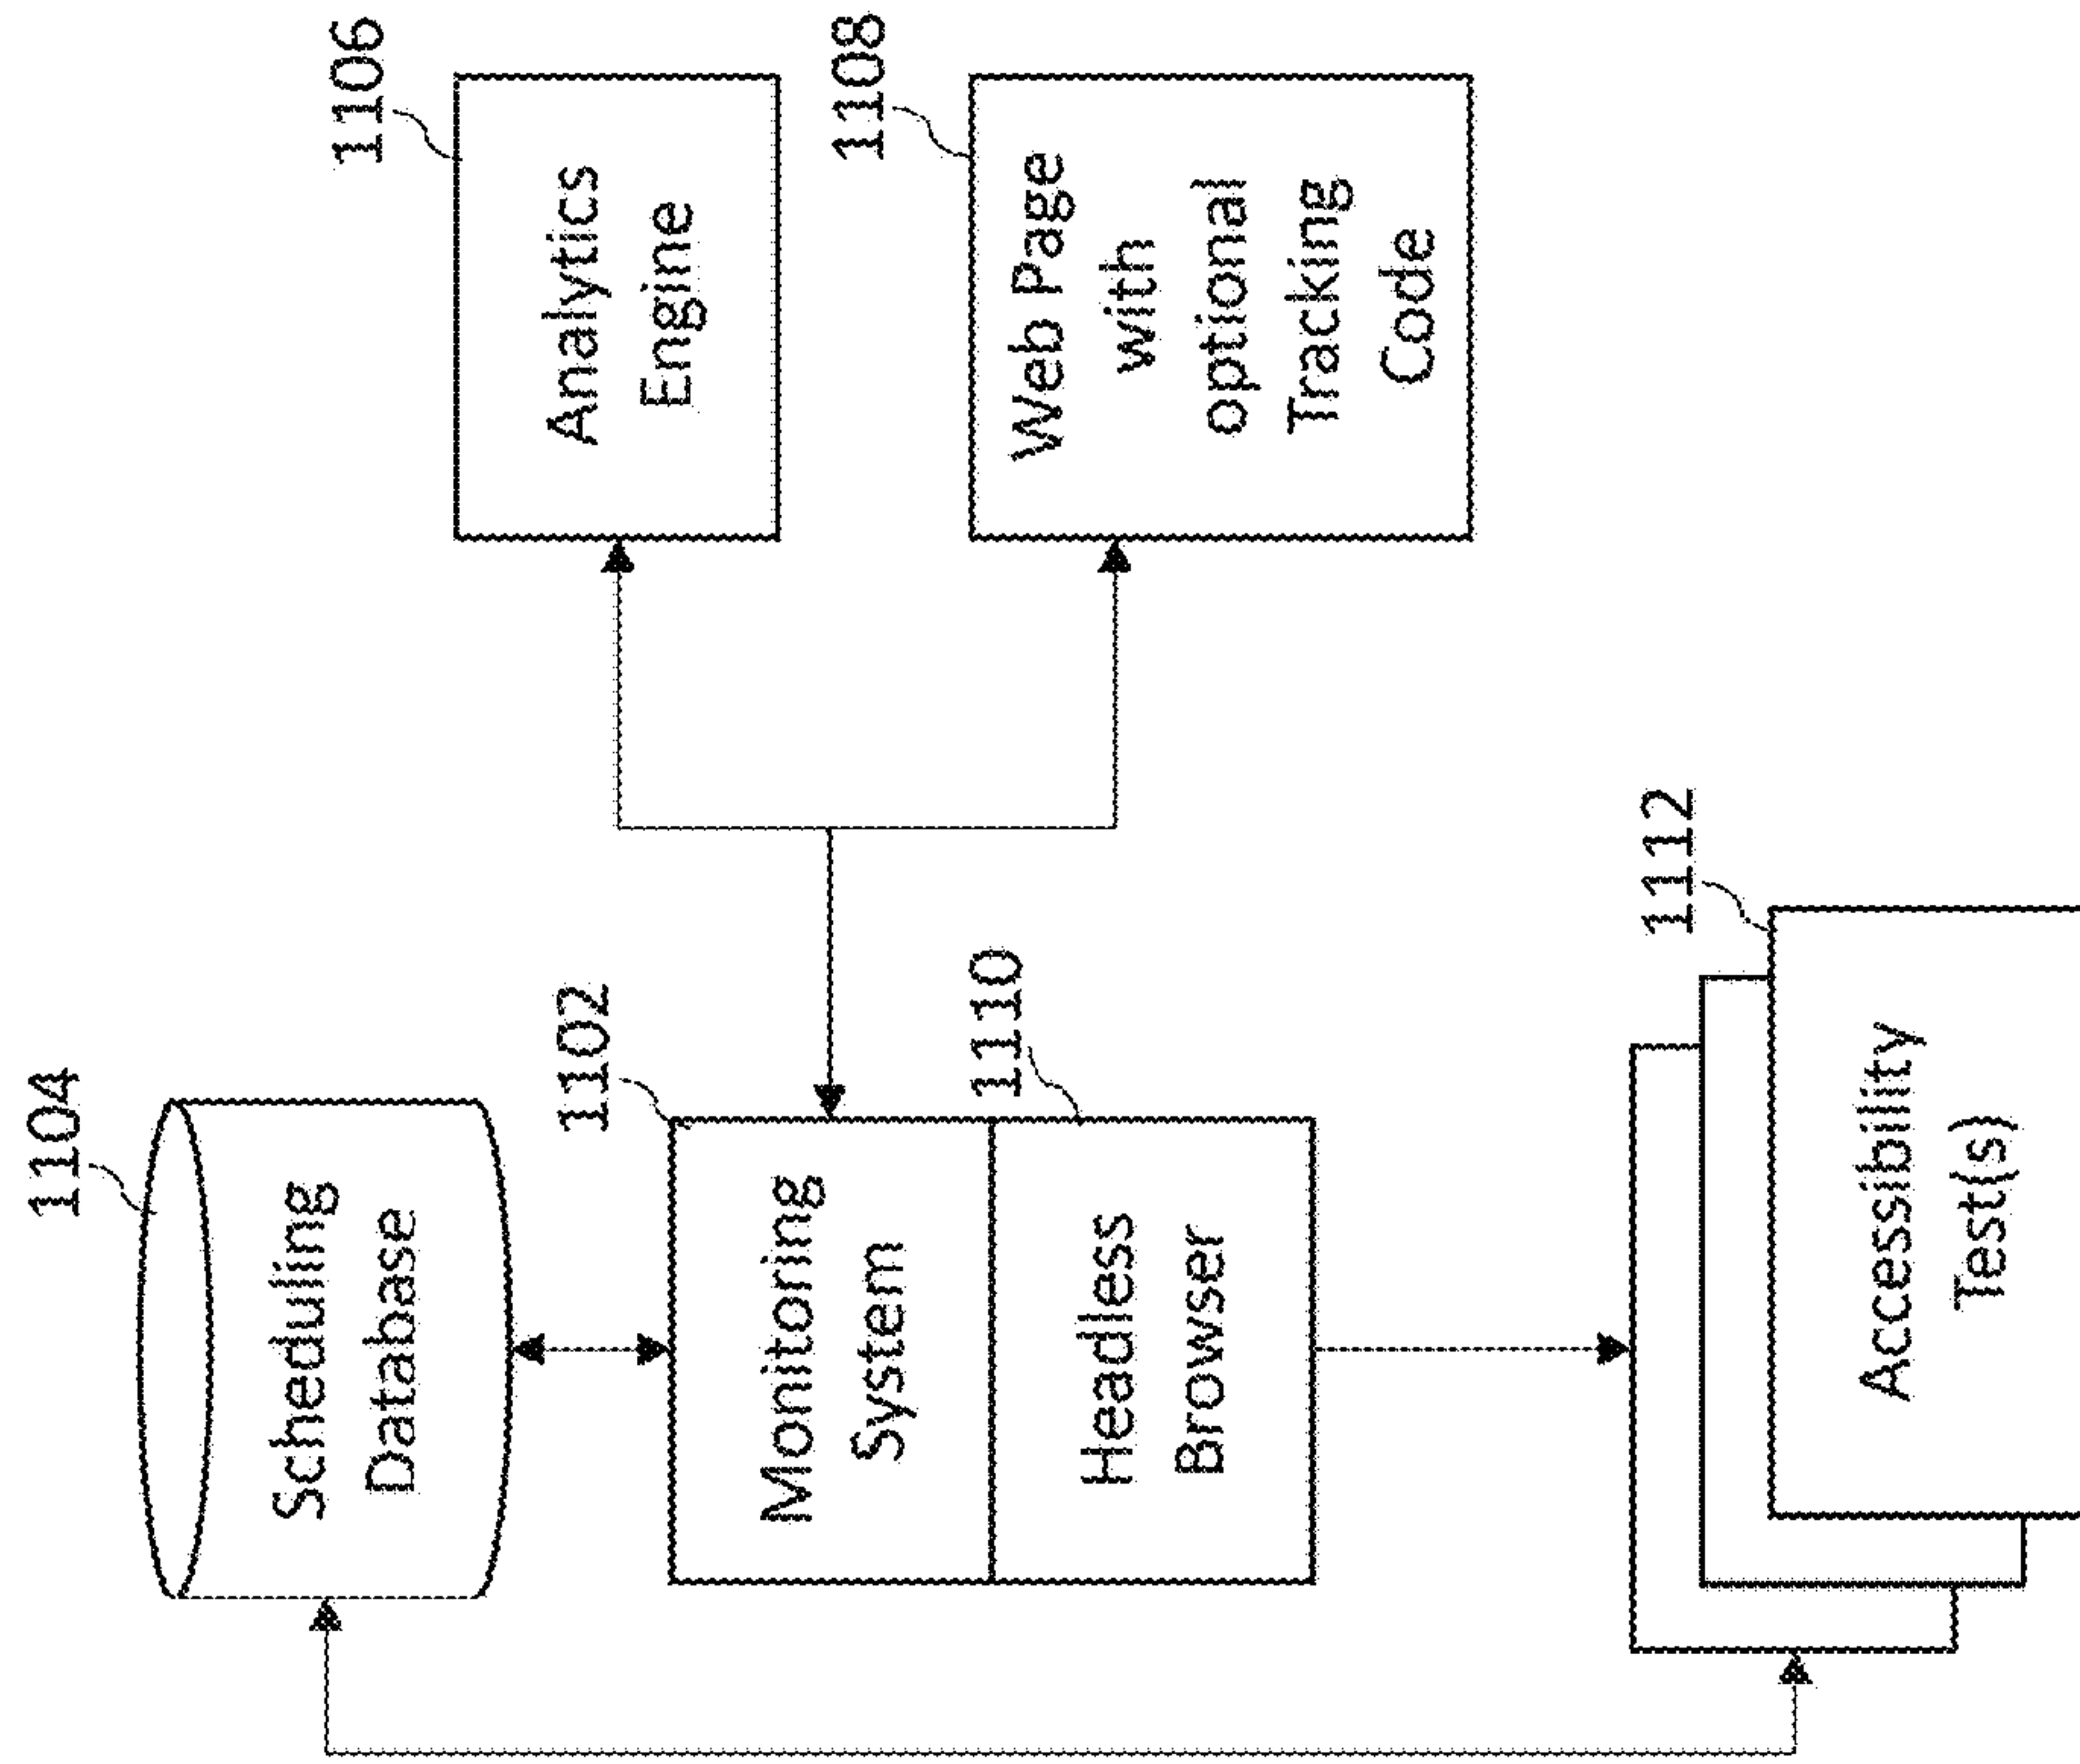 1104
Scheduling
Database
1102
Monitoring
System
1110
Headless
Browser
1106
Analytics
Engine
1108
Web Page
with
optional
Tracking
Code
1112
Accessibility
Test(s)